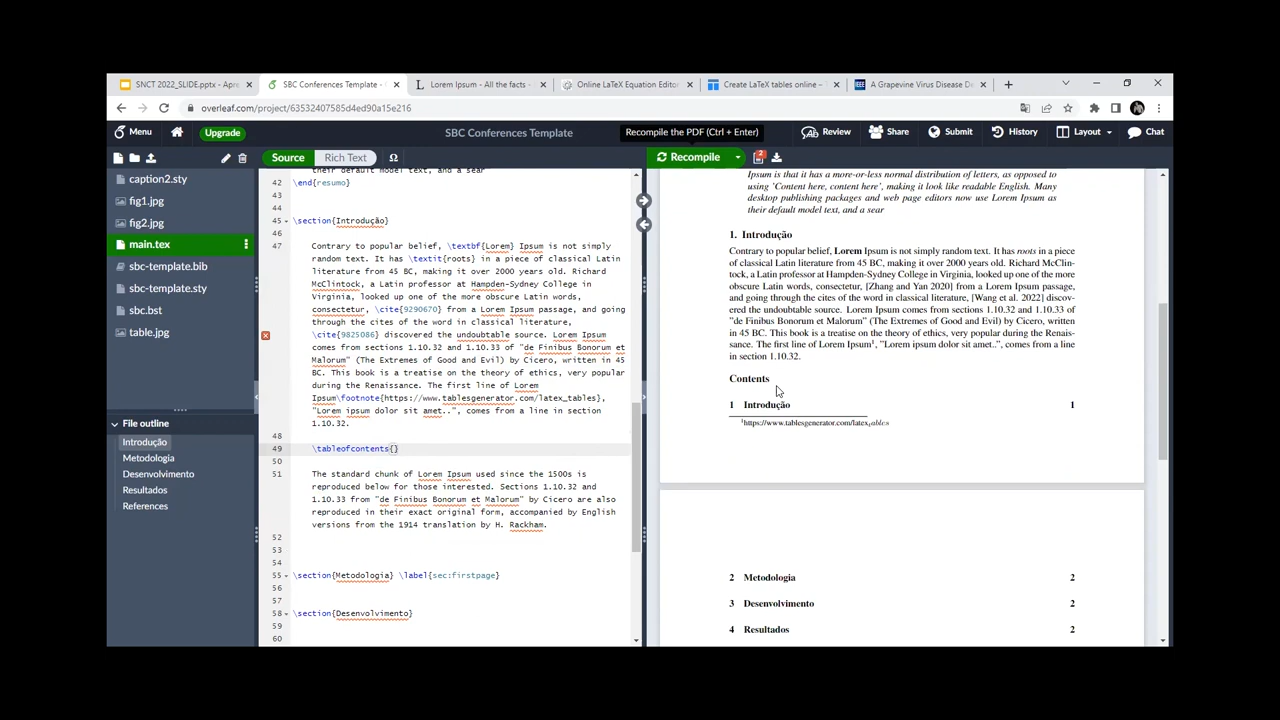 SNCT 2022_SLIDE.pptx - Apre
SBC Conferences Template -
Lorem Ipsum - All the facts -
Online LaTeX Equation Editor
Create LaTeX tables online –
A Grapevine Virus Disease De
overleaf.com/project/63532407585d4ed90a15e216
Menu
Upgrade
SBC Conferences Template
Recompile the PDF (Ctrl + Enter)
Review
Share
Submit
History
Layout
Chat
Source
Rich Text
Ω
Recompile
2
caption2.sty
fig1.jpg
fig2.jpg
main.tex
sbc-template.bib
sbc-template.sty
sbc.bst
table.jpg
File outline
Introdução
Metodologia
Desenvolvimento
Resultados
References
their default model text, and a sear
42 \end{resumo}
43
44
45 \section{Introdução}
46
47 Contrary to popular belief, \textbf{Lorem} Ipsum is not simply
random text. It has \textit{roots} in a piece of classical Latin
literature from 45 BC, making it over 2000 years old. Richard
McClintock, a Latin professor at Hampden-Sydney College in
Virginia, looked up one of the more obscure Latin words,
consectetur, \cite{9290670} from a Lorem Ipsum passage, and going
through the cites of the word in classical literature,
\cite{9825086} discovered the undoubtable source. Lorem Ipsum
comes from sections 1.10.32 and 1.10.33 of "de Finibus Bonorum et
Malorum" (The Extremes of Good and Evil) by Cicero, written in 45
BC. This book is a treatise on the theory of ethics, very popular
during the Renaissance. The first line of Lorem
Ipsum\footnote{https://www.tablesgenerator.com/latex_tables},
"Lorem ipsum dolor sit amet..", comes from a line in section
1.10.32.
48
49 \tableofcontents{}
50
51 The standard chunk of Lorem Ipsum used since the 1500s is
reproduced below for those interested. Sections 1.10.32 and
1.10.33 from "de Finibus Bonorum et Malorum" by Cicero are also
reproduced in their exact original form, accompanied by English
versions from the 1914 translation by H. Rackham.
52
53
54
55 \section{Metodologia} \label{sec:firstpage}
56
57
58 \section{Desenvolvimento}
59
60
Ipsum is that it has a more-or-less normal distribution of letters, as opposed to
using 'Content here, content here', making it look like readable English. Many
desktop publishing packages and web page editors now use Lorem Ipsum as
their default model text, and a sear
1. Introdução
Contrary to popular belief, Lorem Ipsum is not simply random text. It has roots in a piece
of classical Latin literature from 45 BC, making it over 2000 years old. Richard McClin-
tock, a Latin professor at Hampden-Sydney College in Virginia, looked up one of the more
obscure Latin words, consectetur, [Zhang and Yan 2020] from a Lorem Ipsum passage,
and going through the cites of the word in classical literature, [Wang et al. 2022] discov-
ered the undoubtable source. Lorem Ipsum comes from sections 1.10.32 and 1.10.33 of
"de Finibus Bonorum et Malorum" (The Extremes of Good and Evil) by Cicero, written
in 45 BC. This book is a treatise on the theory of ethics, very popular during the Renais-
sance. The first line of Lorem Ipsum¹, "Lorem ipsum dolor sit amet..", comes from a line
in section 1.10.32.
Contents
1 Introdução 1
¹https://www.tablesgenerator.com/latexₜables
2 Metodologia 2
3 Desenvolvimento 2
4 Resultados 2